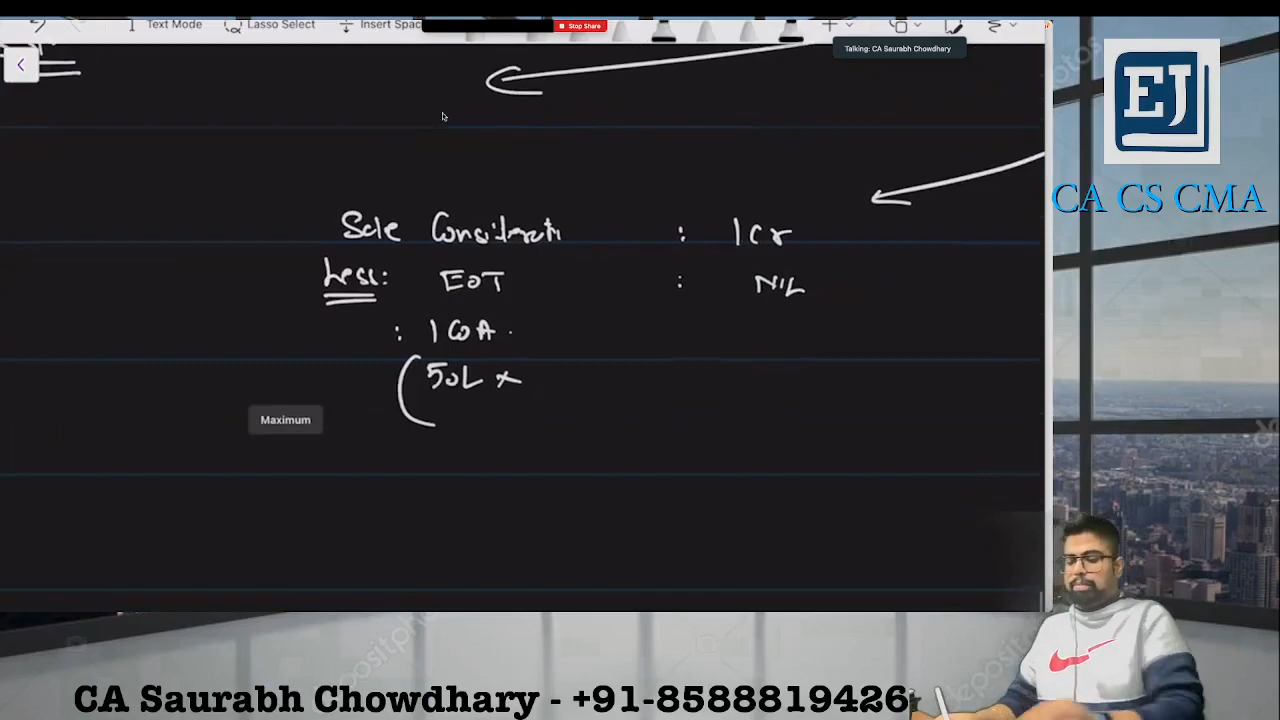 Text Mode Lasso Select Insert Spac
Stop Share
Talking: CA Saurabh Chowdhary
EJ
CA CS CMA
Sale Considerati : 1 Cr
Less: EOT : NIL
: ICOA.
(50L x
Maximum
CA Saurabh Chowdhary - +91-8588819426